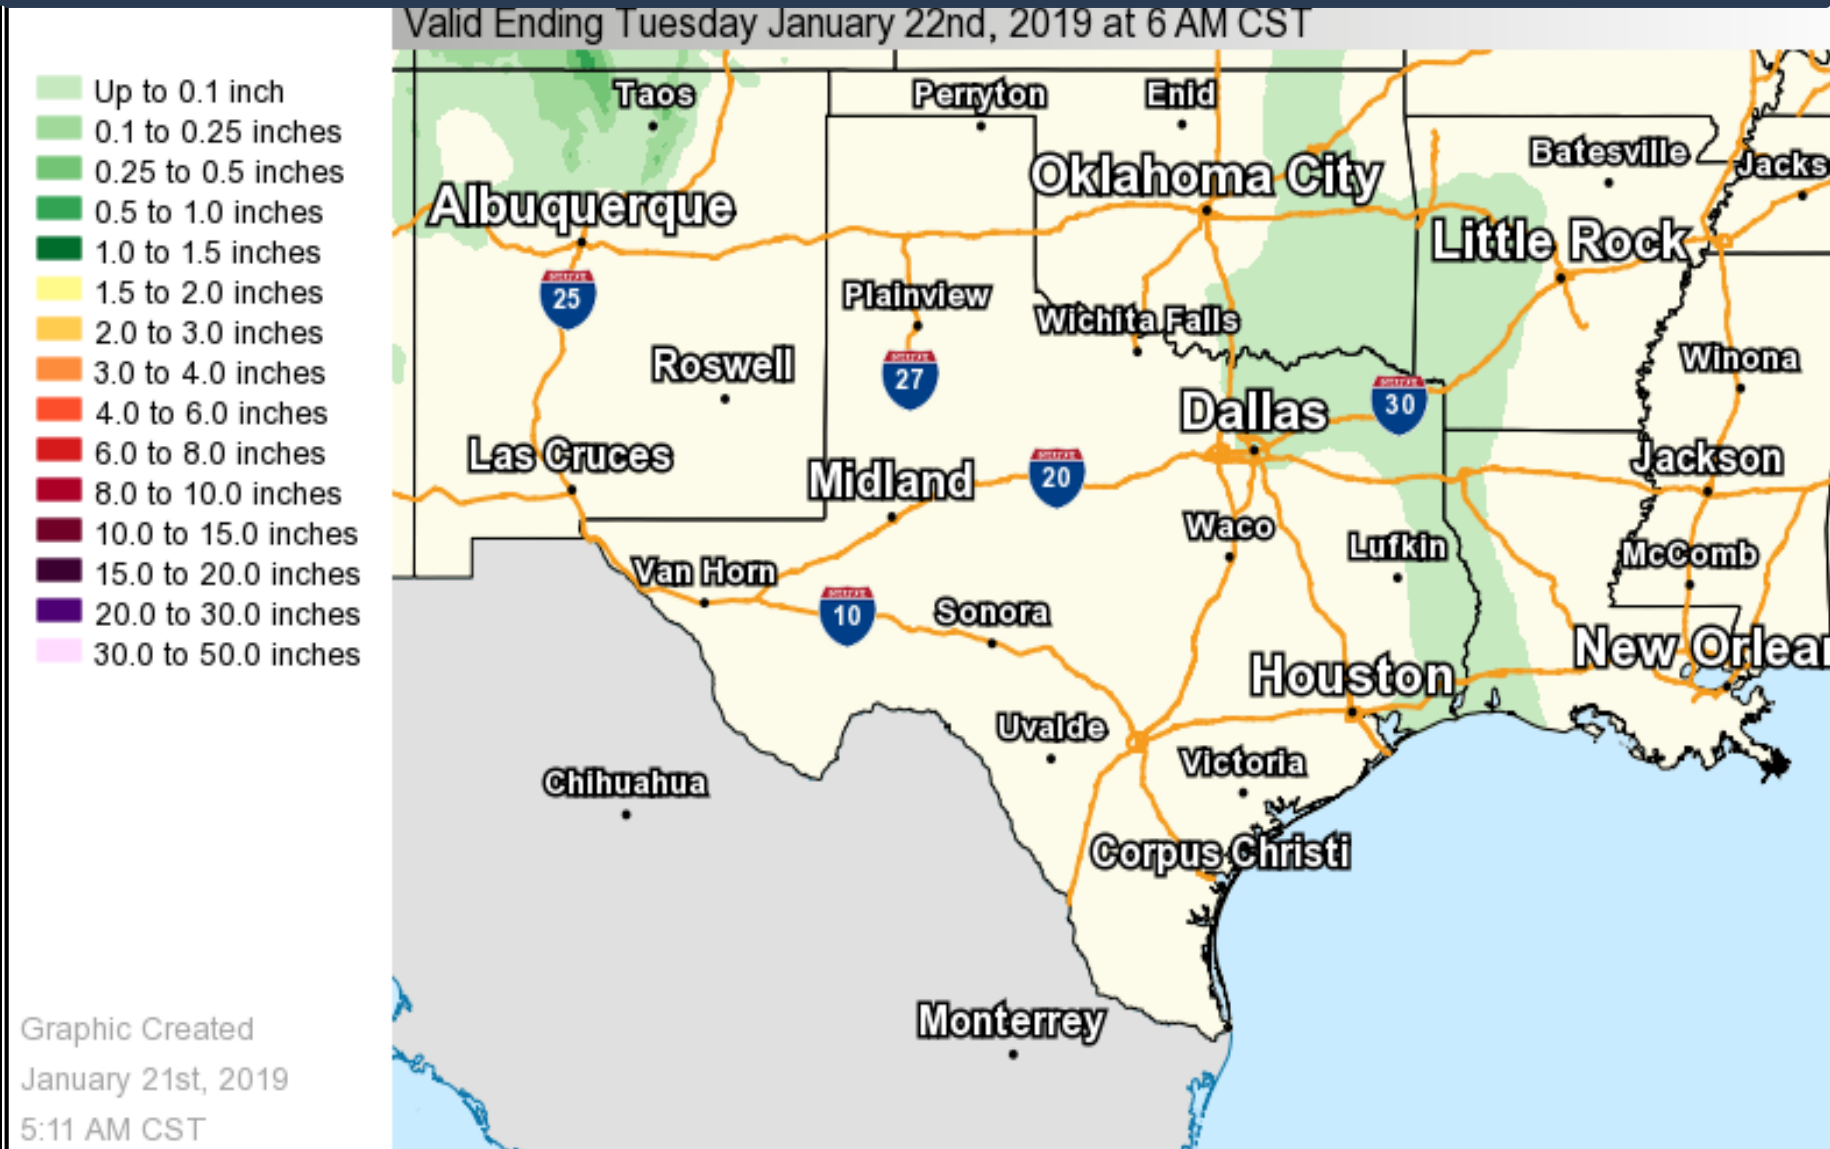 Valid Ending Tuesday January 22nd, 2019 at 6 AM CST
Up to 0.1 inch
0.1 to 0.25 inches
0.25 to 0.5 inches
0.5 to 1.0 inches
1.0 to 1.5 inches
1.5 to 2.0 inches
2.0 to 3.0 inches
3.0 to 4.0 inches
4.0 to 6.0 inches
6.0 to 8.0 inches
8.0 to 10.0 inches
10.0 to 15.0 inches
15.0 to 20.0 inches
20.0 to 30.0 inches
30.0 to 50.0 inches
Graphic Created
January 21st, 2019
5:11 AM CST
Taos
Perryton
Enid
Batesville
Jacks
Oklahoma City
Albuquerque
Little Rock
25
Plainview
Wichita Falls
Winona
Roswell
27
30
Dallas
Las Cruces
Midland
20
Jackson
Waco
Lufkin
McComb
Van Horn
10
Sonora
New Orlean
Houston
Uvalde
Victoria
Chihuahua
Corpus Christi
Monterrey